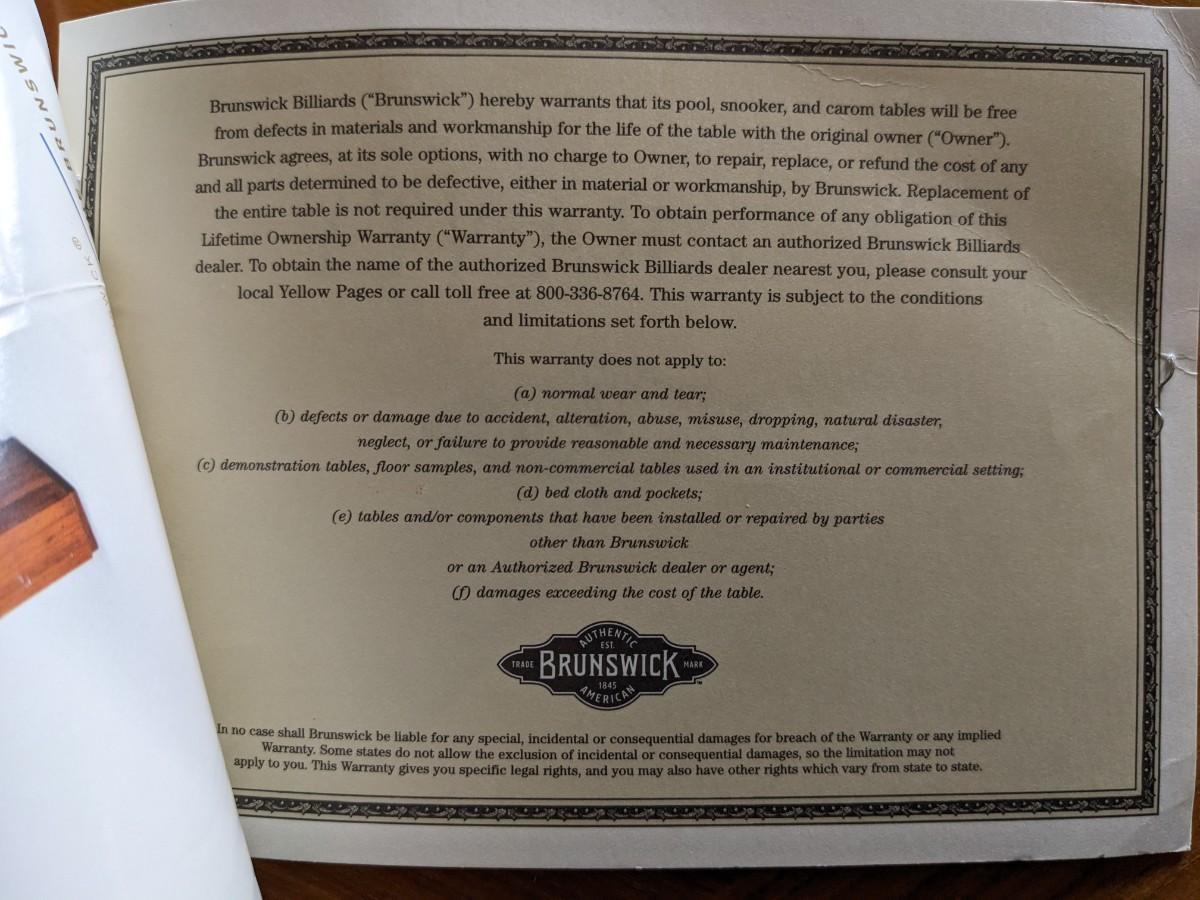 BRUNSWIC
CK®
Brunswick Billiards (“Brunswick”) hereby warrants that its pool, snooker, and carom tables will be free
from defects in materials and workmanship for the life of the table with the original owner (“Owner”).
Brunswick agrees, at its sole options, with no charge to Owner, to repair, replace, or refund the cost of any
and all parts determined to be defective, either in material or workmanship, by Brunswick. Replacement of
the entire table is not required under this warranty. To obtain performance of any obligation of this
Lifetime Ownership Warranty (“Warranty”), the Owner must contact an authorized Brunswick Billiards
dealer. To obtain the name of the authorized Brunswick Billiards dealer nearest you, please consult your
local Yellow Pages or call toll free at 800-336-8764. This warranty is subject to the conditions
and limitations set forth below.
This warranty does not apply to:
(a) normal wear and tear;
(b) defects or damage due to accident, alteration, abuse, misuse, dropping, natural disaster,
neglect, or failure to provide reasonable and necessary maintenance;
(c) demonstration tables, floor samples, and non-commercial tables used in an institutional or commercial setting;
(d) bed cloth and pockets;
(e) tables and/or components that have been installed or repaired by parties
other than Brunswick
or an Authorized Brunswick dealer or agent;
(f) damages exceeding the cost of the table.
AUTHENTIC
EST.
TRADE BRUNSWICK MARK™
1845
AMERICAN
In no case shall Brunswick be liable for any special, incidental or consequential damages for breach of the Warranty or any implied
Warranty. Some states do not allow the exclusion of incidental or consequential damages, so the limitation may not
apply to you. This Warranty gives you specific legal rights, and you may also have other rights which vary from state to state.